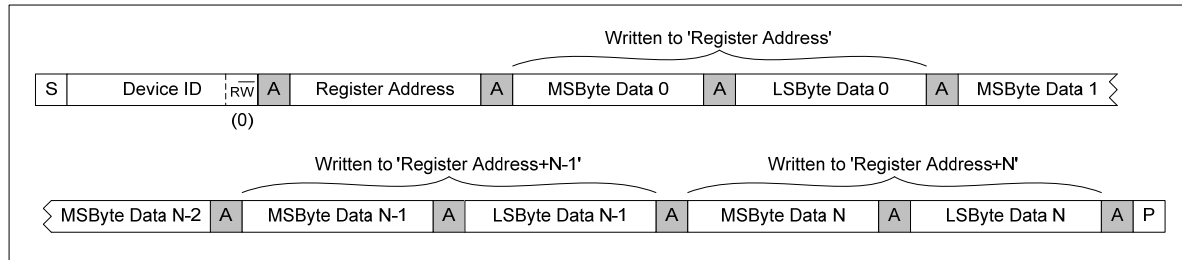 Written to 'Register Address'
S Device ID RW A Register Address A MSByte Data 0 A LSByte Data 0 A MSByte Data 1
(0)
Written to 'Register Address+N-1' Written to 'Register Address+N'
MSByte Data N-2 A MSByte Data N-1 A LSByte Data N-1 A MSByte Data N A LSByte Data N A P